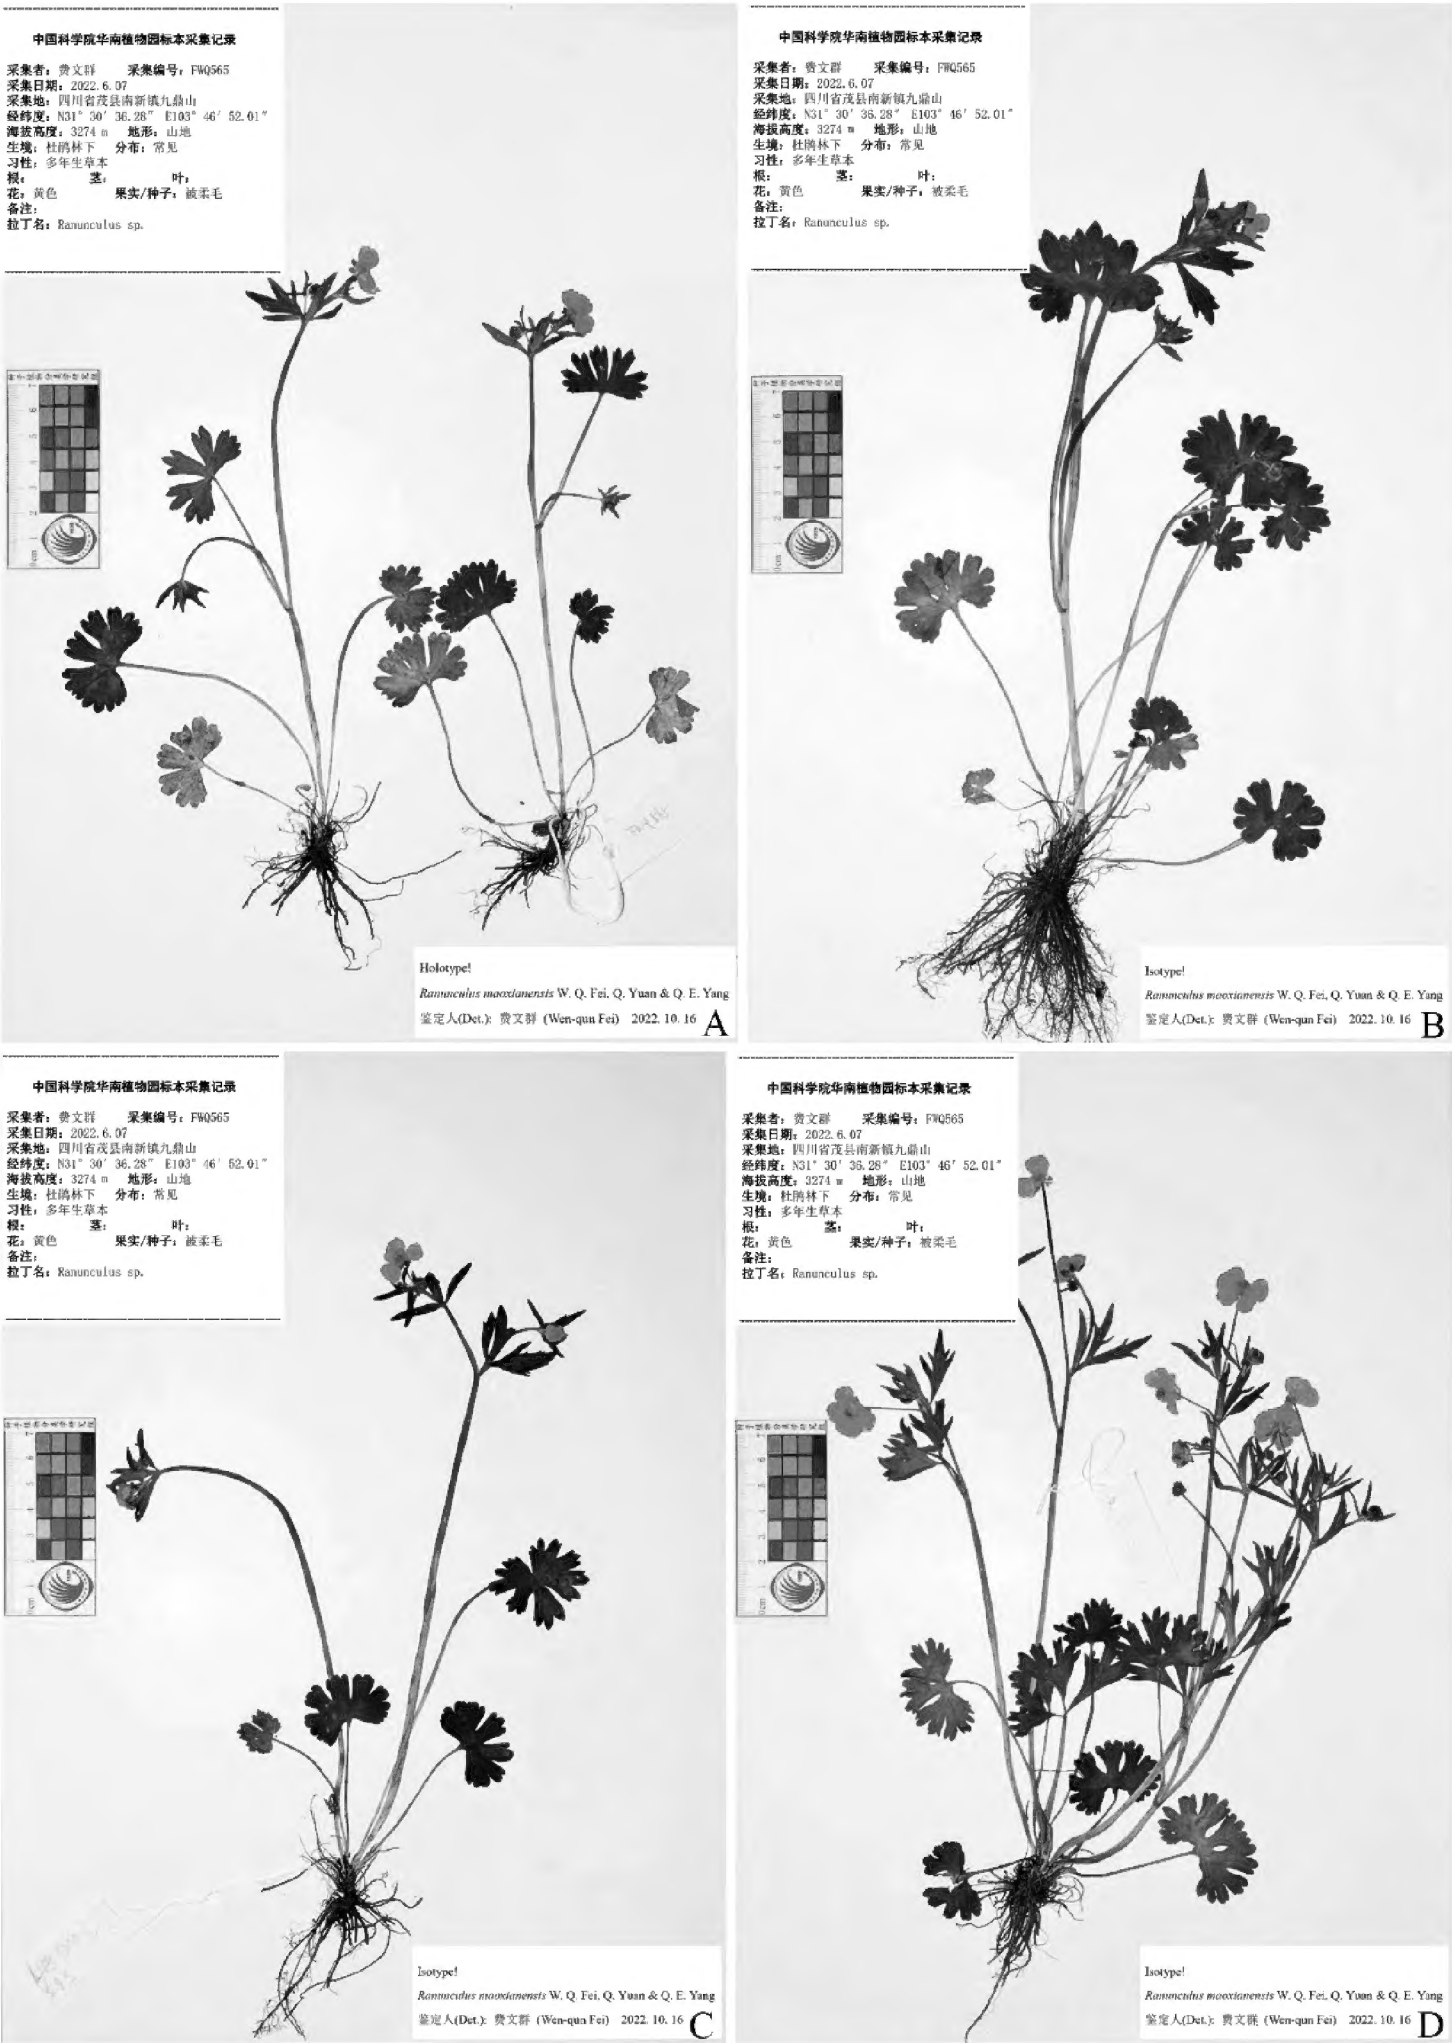 中国科学院华南植物园标本采集记录
采集者：费文群 采集编号：FWQ565
采集日期：2022.6.07
采集地：四川省茂县南新镇九鼎山
经纬度：N31° 30′ 36.28″ E103° 46′ 52.01″
海拔高度：3274 m 地形：山地
生境：杜鹃林下 分布：常见
习性：多年生草本
根： 茎： 叶：
花：黄色 果实/种子：被柔毛
备注：
拉丁名：Ranunculus sp.
Holotype!
Ranunculus maoxianensis W. Q. Fei, Q. Yuan & Q. E. Yang
鉴定人(Det.)：费文群 (Wen-qun Fei) 2022. 10. 16
A
中国科学院华南植物园标本采集记录
采集者：费文群 采集编号：FWQ565
采集日期：2022.6.07
采集地：四川省茂县南新镇九鼎山
经纬度：N31° 30′ 36.28″ E103° 46′ 52.01″
海拔高度：3274 m 地形：山地
生境：杜鹃林下 分布：常见
习性：多年生草本
根： 茎： 叶：
花：黄色 果实/种子：被柔毛
备注：
拉丁名：Ranunculus sp.
Isotype!
Ranunculus maoxianensis W. Q. Fei, Q. Yuan & Q. E. Yang
鉴定人(Det.)：费文群 (Wen-qun Fei) 2022. 10. 16
B
中国科学院华南植物园标本采集记录
采集者：费文群 采集编号：FWQ565
采集日期：2022.6.07
采集地：四川省茂县南新镇九鼎山
经纬度：N31° 30′ 36.28″ E103° 46′ 52.01″
海拔高度：3274 m 地形：山地
生境：杜鹃林下 分布：常见
习性：多年生草本
根： 茎： 叶：
花：黄色 果实/种子：被柔毛
备注：
拉丁名：Ranunculus sp.
Isotype!
Ranunculus maoxianensis W. Q. Fei, Q. Yuan & Q. E. Yang
鉴定人(Det.)：费文群 (Wen-qun Fei) 2022. 10. 16
C
中国科学院华南植物园标本采集记录
采集者：费文群 采集编号：FWQ565
采集日期：2022.6.07
采集地：四川省茂县南新镇九鼎山
经纬度：N31° 30′ 36.28″ E103° 46′ 52.01″
海拔高度：3274 m 地形：山地
生境：杜鹃林下 分布：常见
习性：多年生草本
根： 茎： 叶：
花：黄色 果实/种子：被柔毛
备注：
拉丁名：Ranunculus sp.
Isotype!
Ranunculus maoxianensis W. Q. Fei, Q. Yuan & Q. E. Yang
鉴定人(Det.)：费文群 (Wen-qun Fei) 2022. 10. 16
D